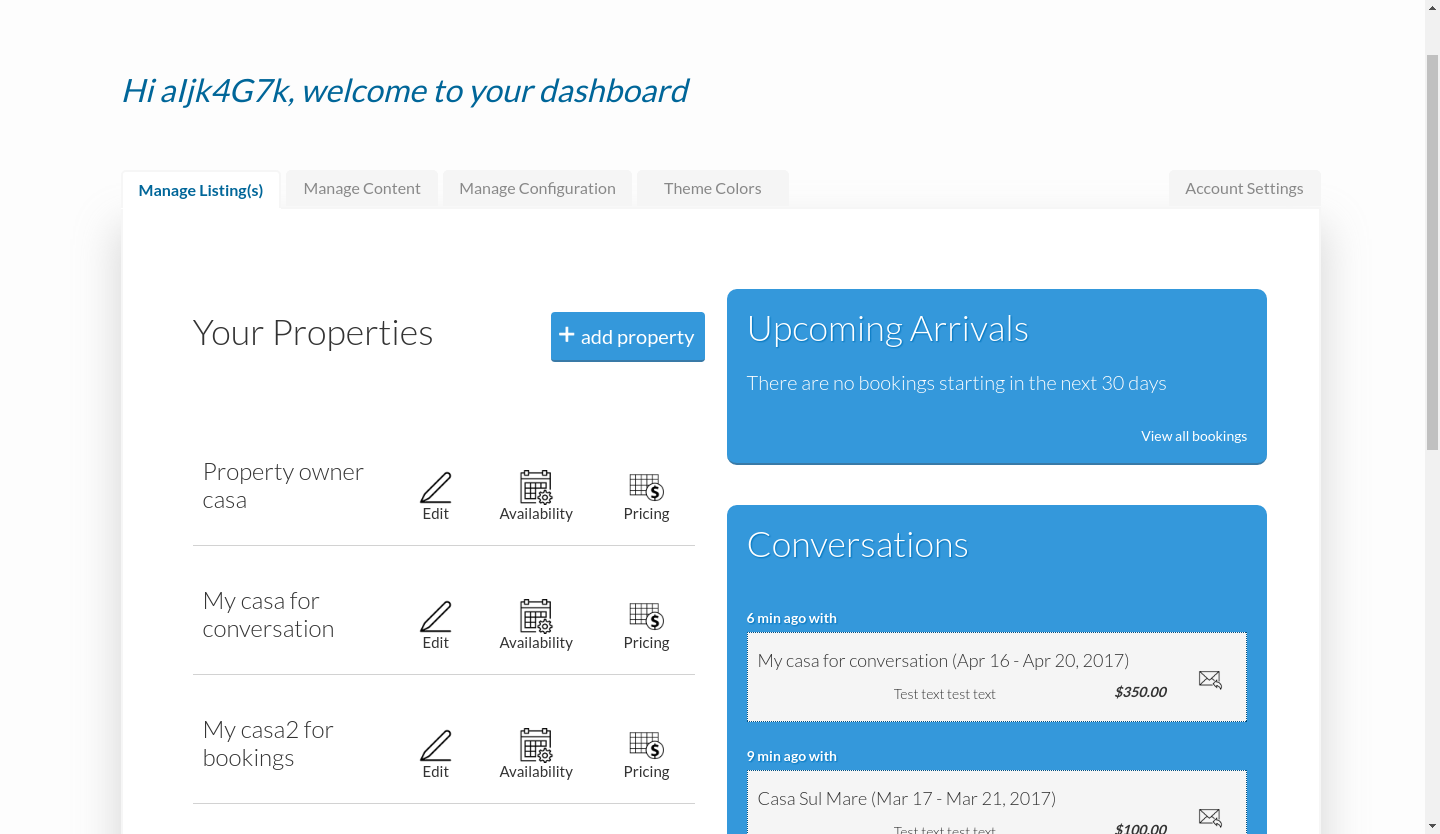 Hi aIjk4G7k, welcome to your dashboard
Manage Listing(s)
Manage Content
Manage Configuration
Theme Colors
Account Settings
Your Properties
+ add property
Property owner
casa
Edit
Availability
Pricing
My casa for
conversation
Edit
Availability
Pricing
My casa2 for
bookings
Edit
Availability
Pricing
Upcoming Arrivals
There are no bookings starting in the next 30 days
View all bookings
Conversations
6 min ago with
My casa for conversation (Apr 16 - Apr 20, 2017)
Test text test text
$350.00
9 min ago with
Casa Sul Mare (Mar 17 - Mar 21, 2017)
Test text test text
$100.00